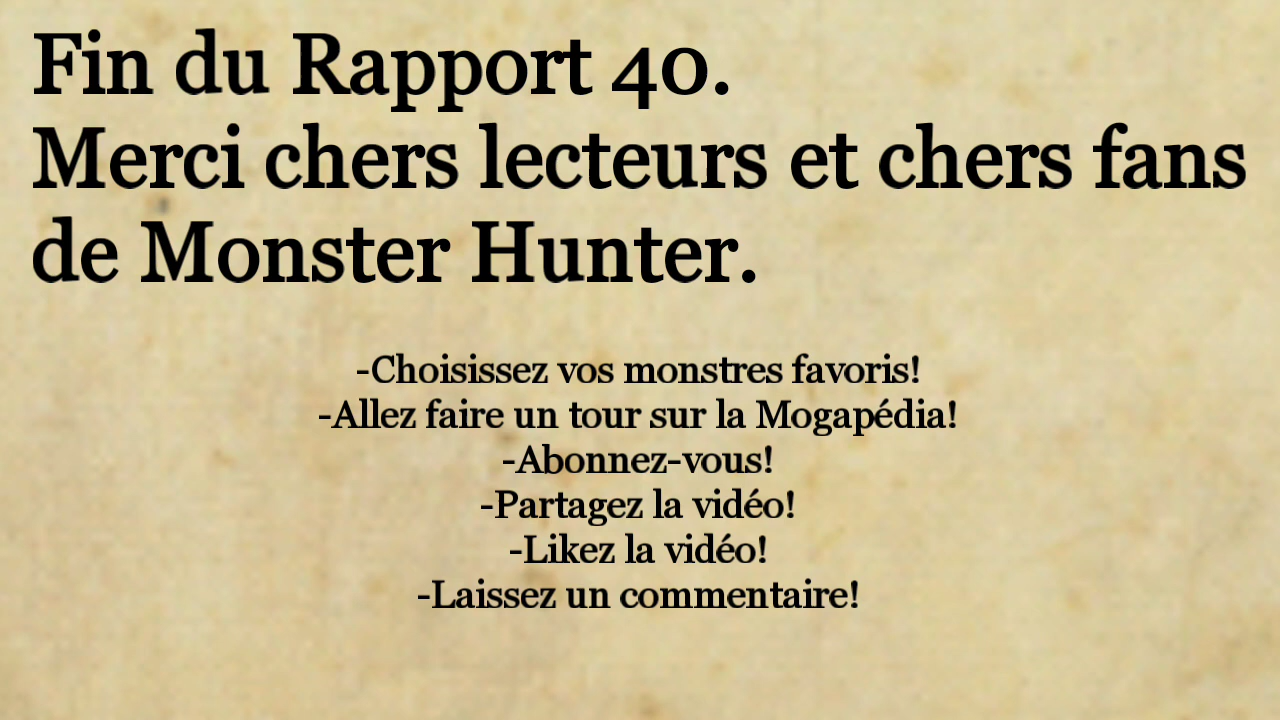 Fin du Rapport 40.
Merci chers lecteurs et chers fans
de Monster Hunter.
-Choisissez vos monstres favoris!
-Allez faire un tour sur la Mogapédia!
-Abonnez-vous!
-Partagez la vidéo!
-Likez la vidéo!
-Laissez un commentaire!